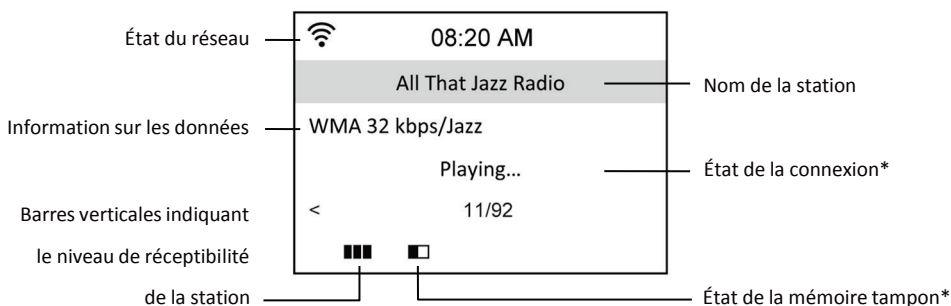 État du réseau
08:20 AM
All That Jazz Radio
Nom de la station
Information sur les données
WMA 32 kbps/Jazz
Playing...
État de la connexion*
Barres verticales indiquant
le niveau de réceptibilité
de la station
< 11/92
État de la mémoire tampon*